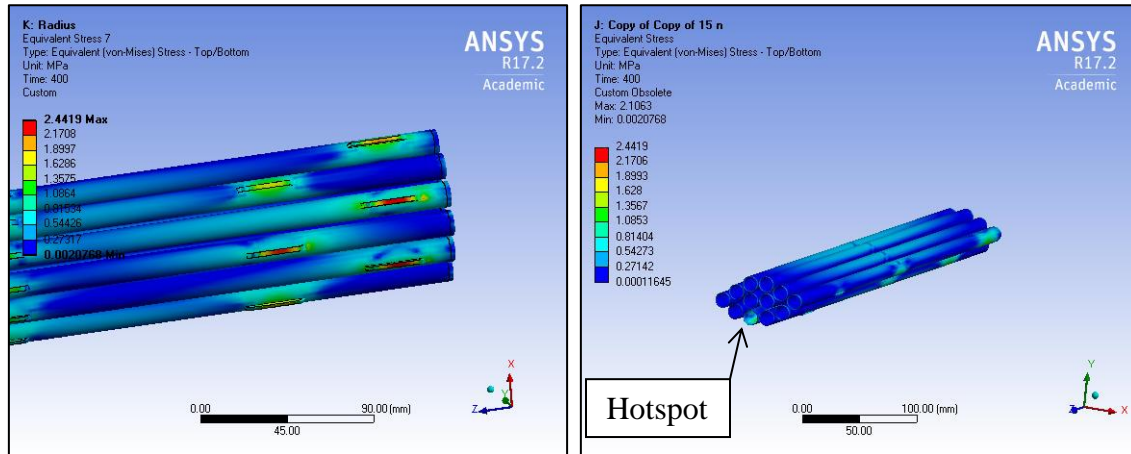 K: Radius
Equivalent Stress 7
Type: Equivalent (von-Mises) Stress - Top/Bottom
Unit: MPa
Time: 400
Custom
2.4419 Max
2.1708
1.8997
1.6286
1.3575
1.0864
0.81534
0.54426
0.27317
0.0020768 Min
ANSYS
R17.2
Academic
0.00
90.00 (mm)
45.00
X
Y
Z
J: Copy of Copy of 15 n
Equivalent Stress
Type: Equivalent (von-Mises) Stress - Top/Bottom
Unit: MPa
Time: 400
Custom Obsolete
Max: 2.1063
Min: 0.0020768
2.4419
2.1706
1.8993
1.628
1.3567
1.0853
0.81404
0.54273
0.27142
0.00011645
ANSYS
R17.2
Academic
Hotspot
0.00
100.00 (mm)
50.00
Y
Z
X